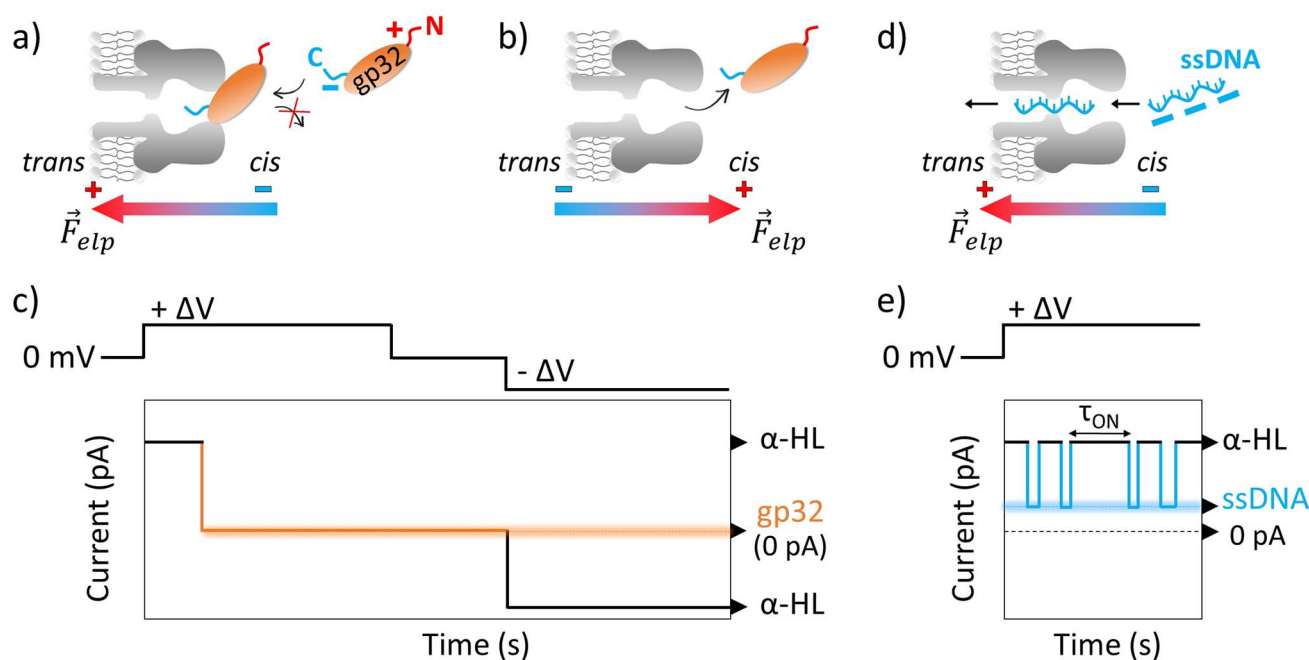 a)
C
gp32
+
N
trans
cis
+
F elp
b)
trans
cis
+
F elp
d)
ssDNA
trans
cis
+
F elp
c)
+ ΔV
0 mV
- ΔV
Current (pA)
α-HL
gp32
(0 pA)
α-HL
Time (s)
e)
+ ΔV
0 mV
Current (pA)
τON
α-HL
ssDNA
0 pA
Time (s)